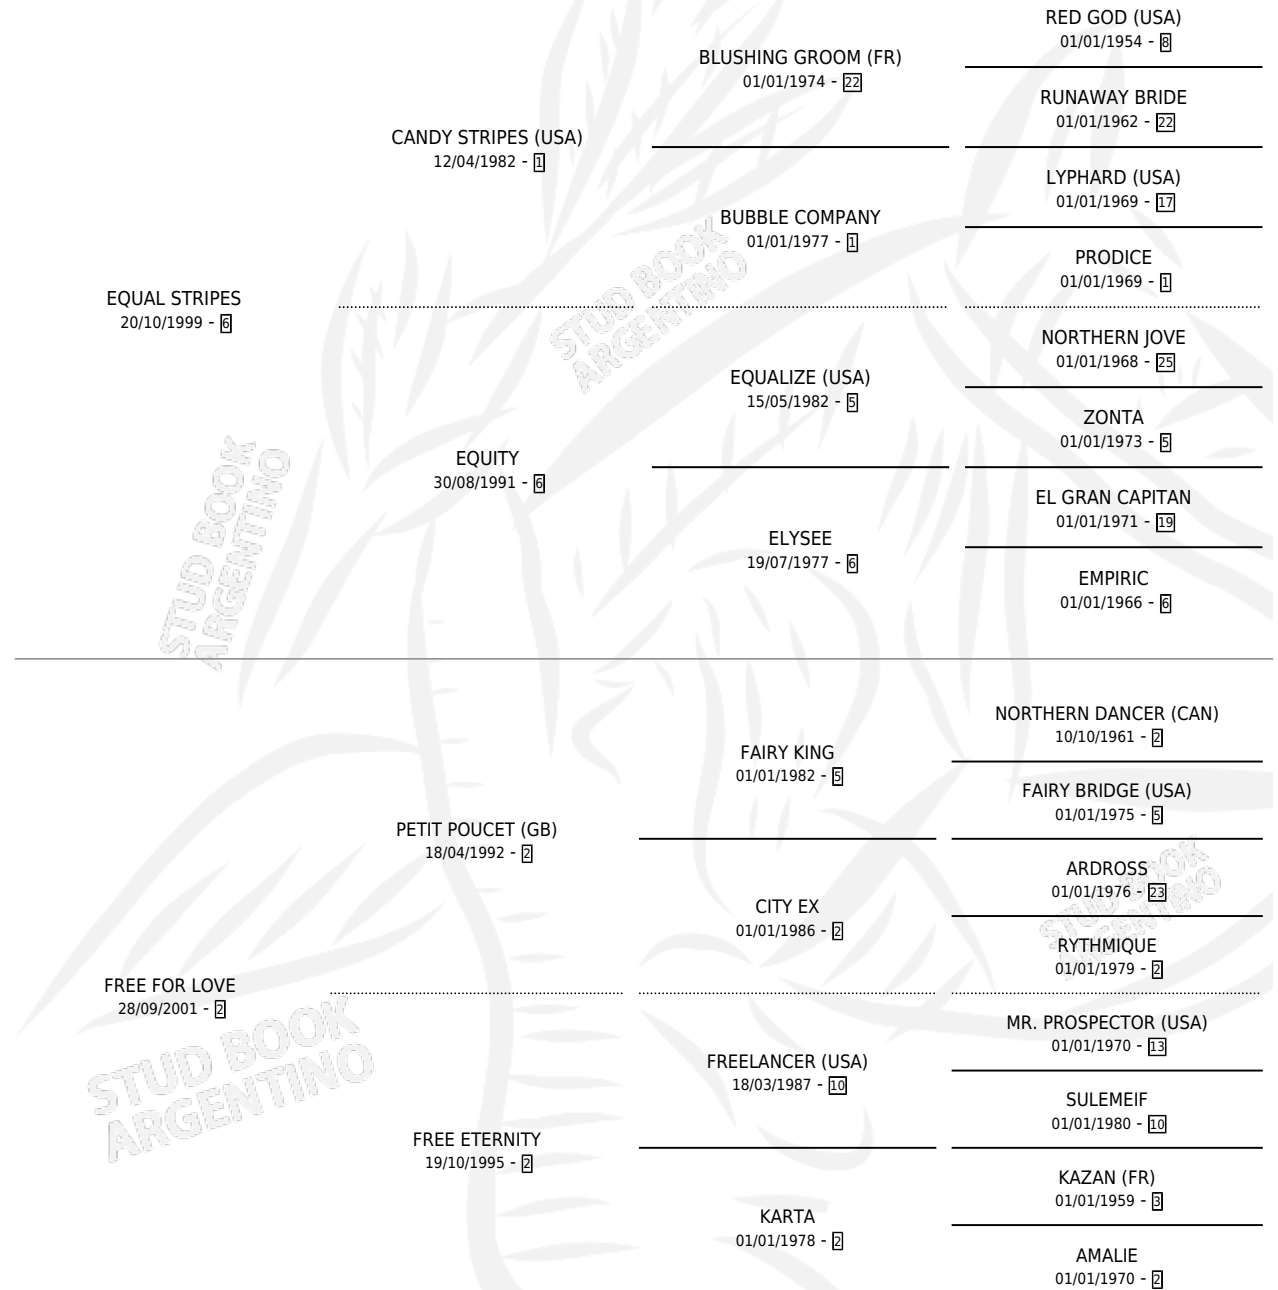 RED GOD (USA)
01/01/1954 - 8
BLUSHING GROOM (FR)
01/01/1974 - 22
RUNAWAY BRIDE
01/01/1962 - 22
CANDY STRIPES (USA)
12/04/1982 - 1
LYPHARD (USA)
01/01/1969 - 17
BUBBLE COMPANY
01/01/1977 - 1
PRODICE
01/01/1969 - 1
EQUAL STRIPES
20/10/1999 - 6
STUD BOOK
ARGENTINO
NORTHERN JOVE
01/01/1968 - 25
EQUALIZE (USA)
15/05/1982 - 5
ZONTA
01/01/1973 - 5
EQUITY
30/08/1991 - 6
EL GRAN CAPITAN
01/01/1971 - 19
ELYSEE
19/07/1977 - 6
EMPIRIC
01/01/1966 - 6
STUD BOOK
ARGENTINO
NORTHERN DANCER (CAN)
10/10/1961 - 2
FAIRY KING
01/01/1982 - 5
FAIRY BRIDGE (USA)
01/01/1975 - 5
PETIT POUCET (GB)
18/04/1992 - 2
ARDROSS
01/01/1976 - 23
CITY EX
01/01/1986 - 2
RYTHMIQUE
01/01/1979 - 2
STUD BOOK
ARGENTINO
FREE FOR LOVE
28/09/2001 - 2
STUD BOOK
ARGENTINO
MR. PROSPECTOR (USA)
01/01/1970 - 13
FREELANCER (USA)
18/03/1987 - 10
SULEMEIF
01/01/1980 - 10
FREE ETERNITY
19/10/1995 - 2
KAZAN (FR)
01/01/1959 - 3
KARTA
01/01/1978 - 2
AMALIE
01/01/1970 - 2